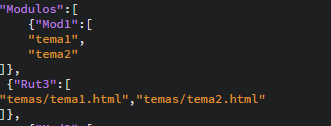 "Modulos":[
{"Mod1":[
"tema1",
"tema2"
]},
{"Rut3":[
"temas/tema1.html","temas/tema2.html"
]},